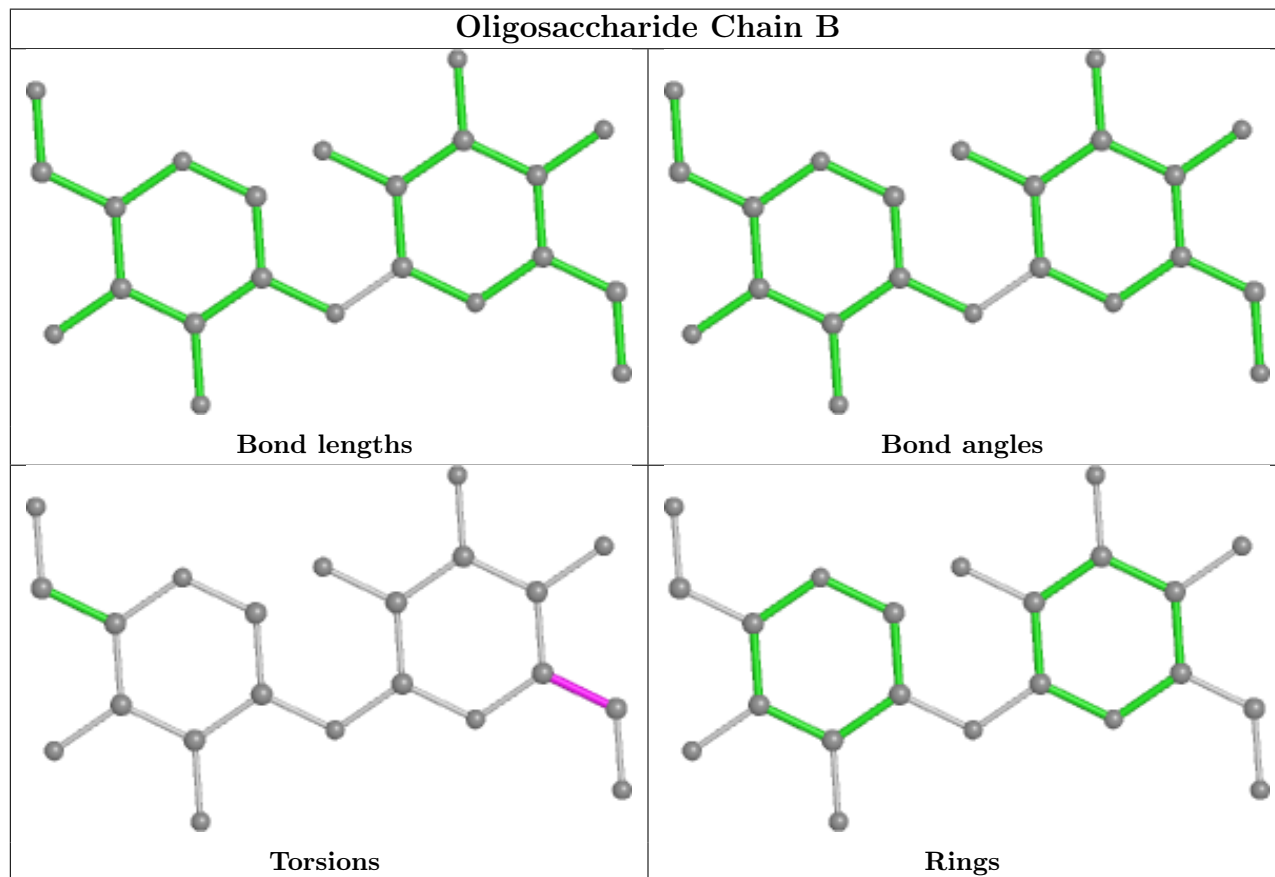 Oligosaccharide Chain B
Bond lengths
Bond angles
Torsions
Rings